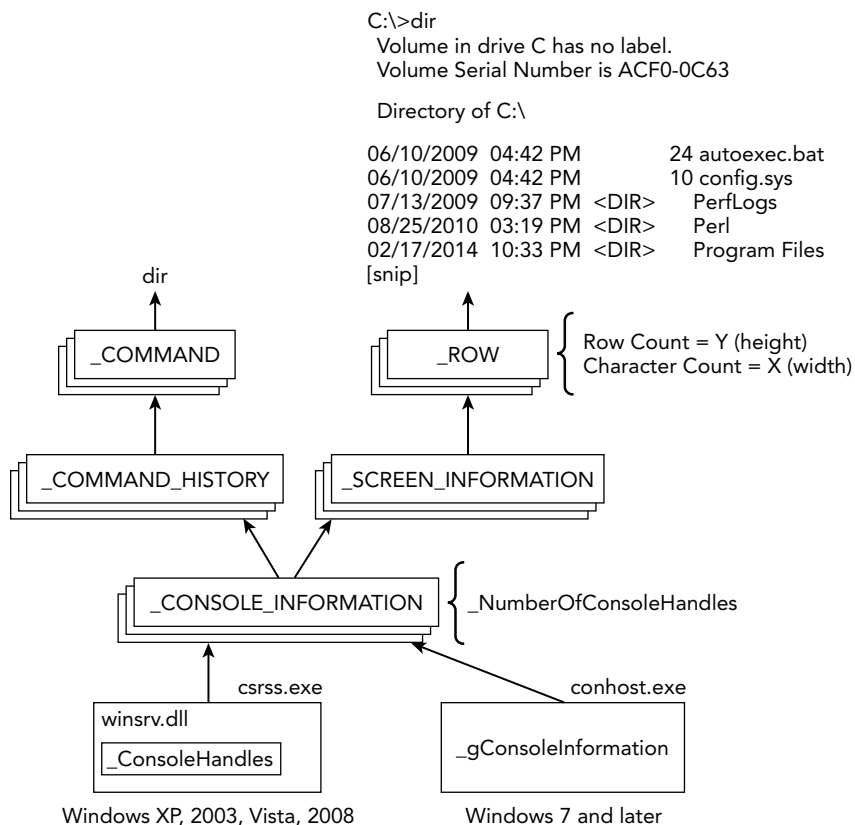 C:\>dir
Volume in drive C has no label.
Volume Serial Number is ACF0-0C63
Directory of C:\
06/10/2009 04:42 PM 24 autoexec.bat
06/10/2009 04:42 PM 10 config.sys
07/13/2009 09:37 PM <DIR> PerfLogs
08/25/2010 03:19 PM <DIR> Perl
02/17/2014 10:33 PM <DIR> Program Files
[snip]
dir
_COMMAND
_ROW
Row Count = Y (height)
Character Count = X (width)
_COMMAND_HISTORY
_SCREEN_INFORMATION
_CONSOLE_INFORMATION
_NumberOfConsoleHandles
csrss.exe
conhost.exe
winsrv.dll
_ConsoleHandles
_gConsoleInformation
Windows XP, 2003, Vista, 2008
Windows 7 and later